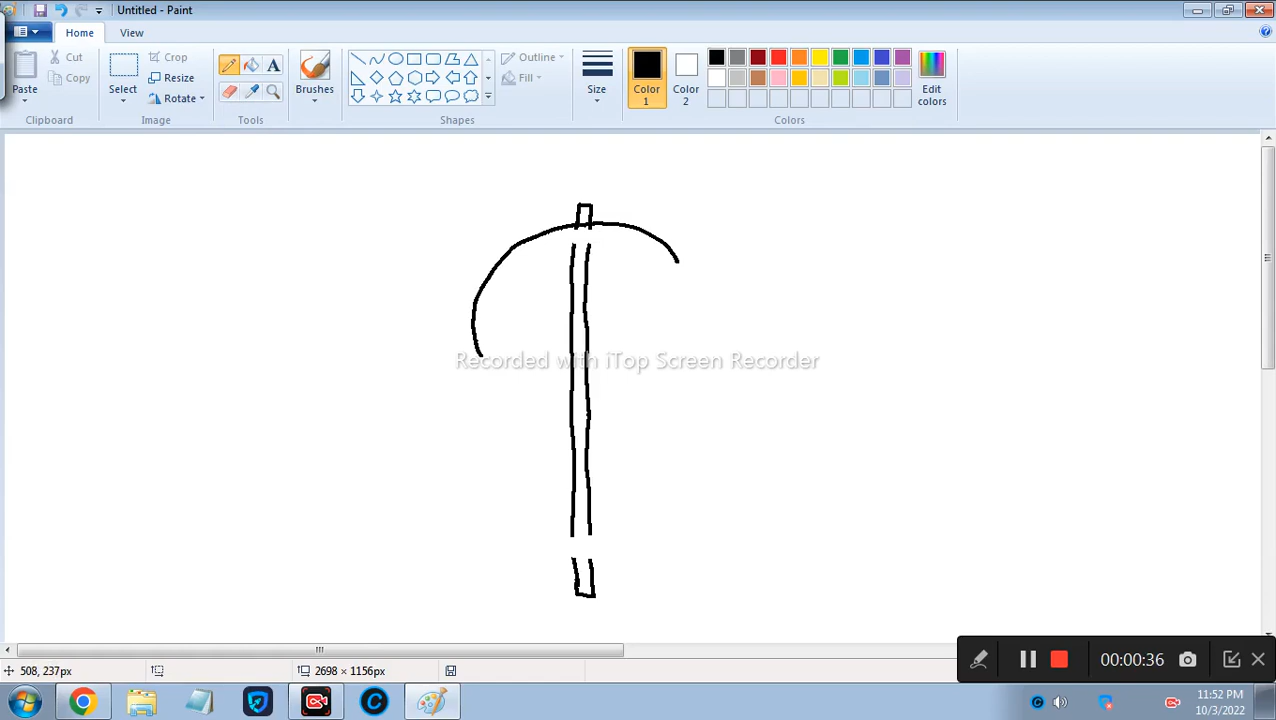 Untitled - Paint
Home View
Paste
Cut
Copy
Clipboard
Select
Crop
Resize
Rotate
Image
A
Tools
Brushes
Outline
Fill
Shapes
Size
Color 1
Color 2
Edit colors
Colors
Recorded with iTop Screen Recorder
508, 237px
2698 × 1156px
00:00:36
11:52 PM
10/3/2022